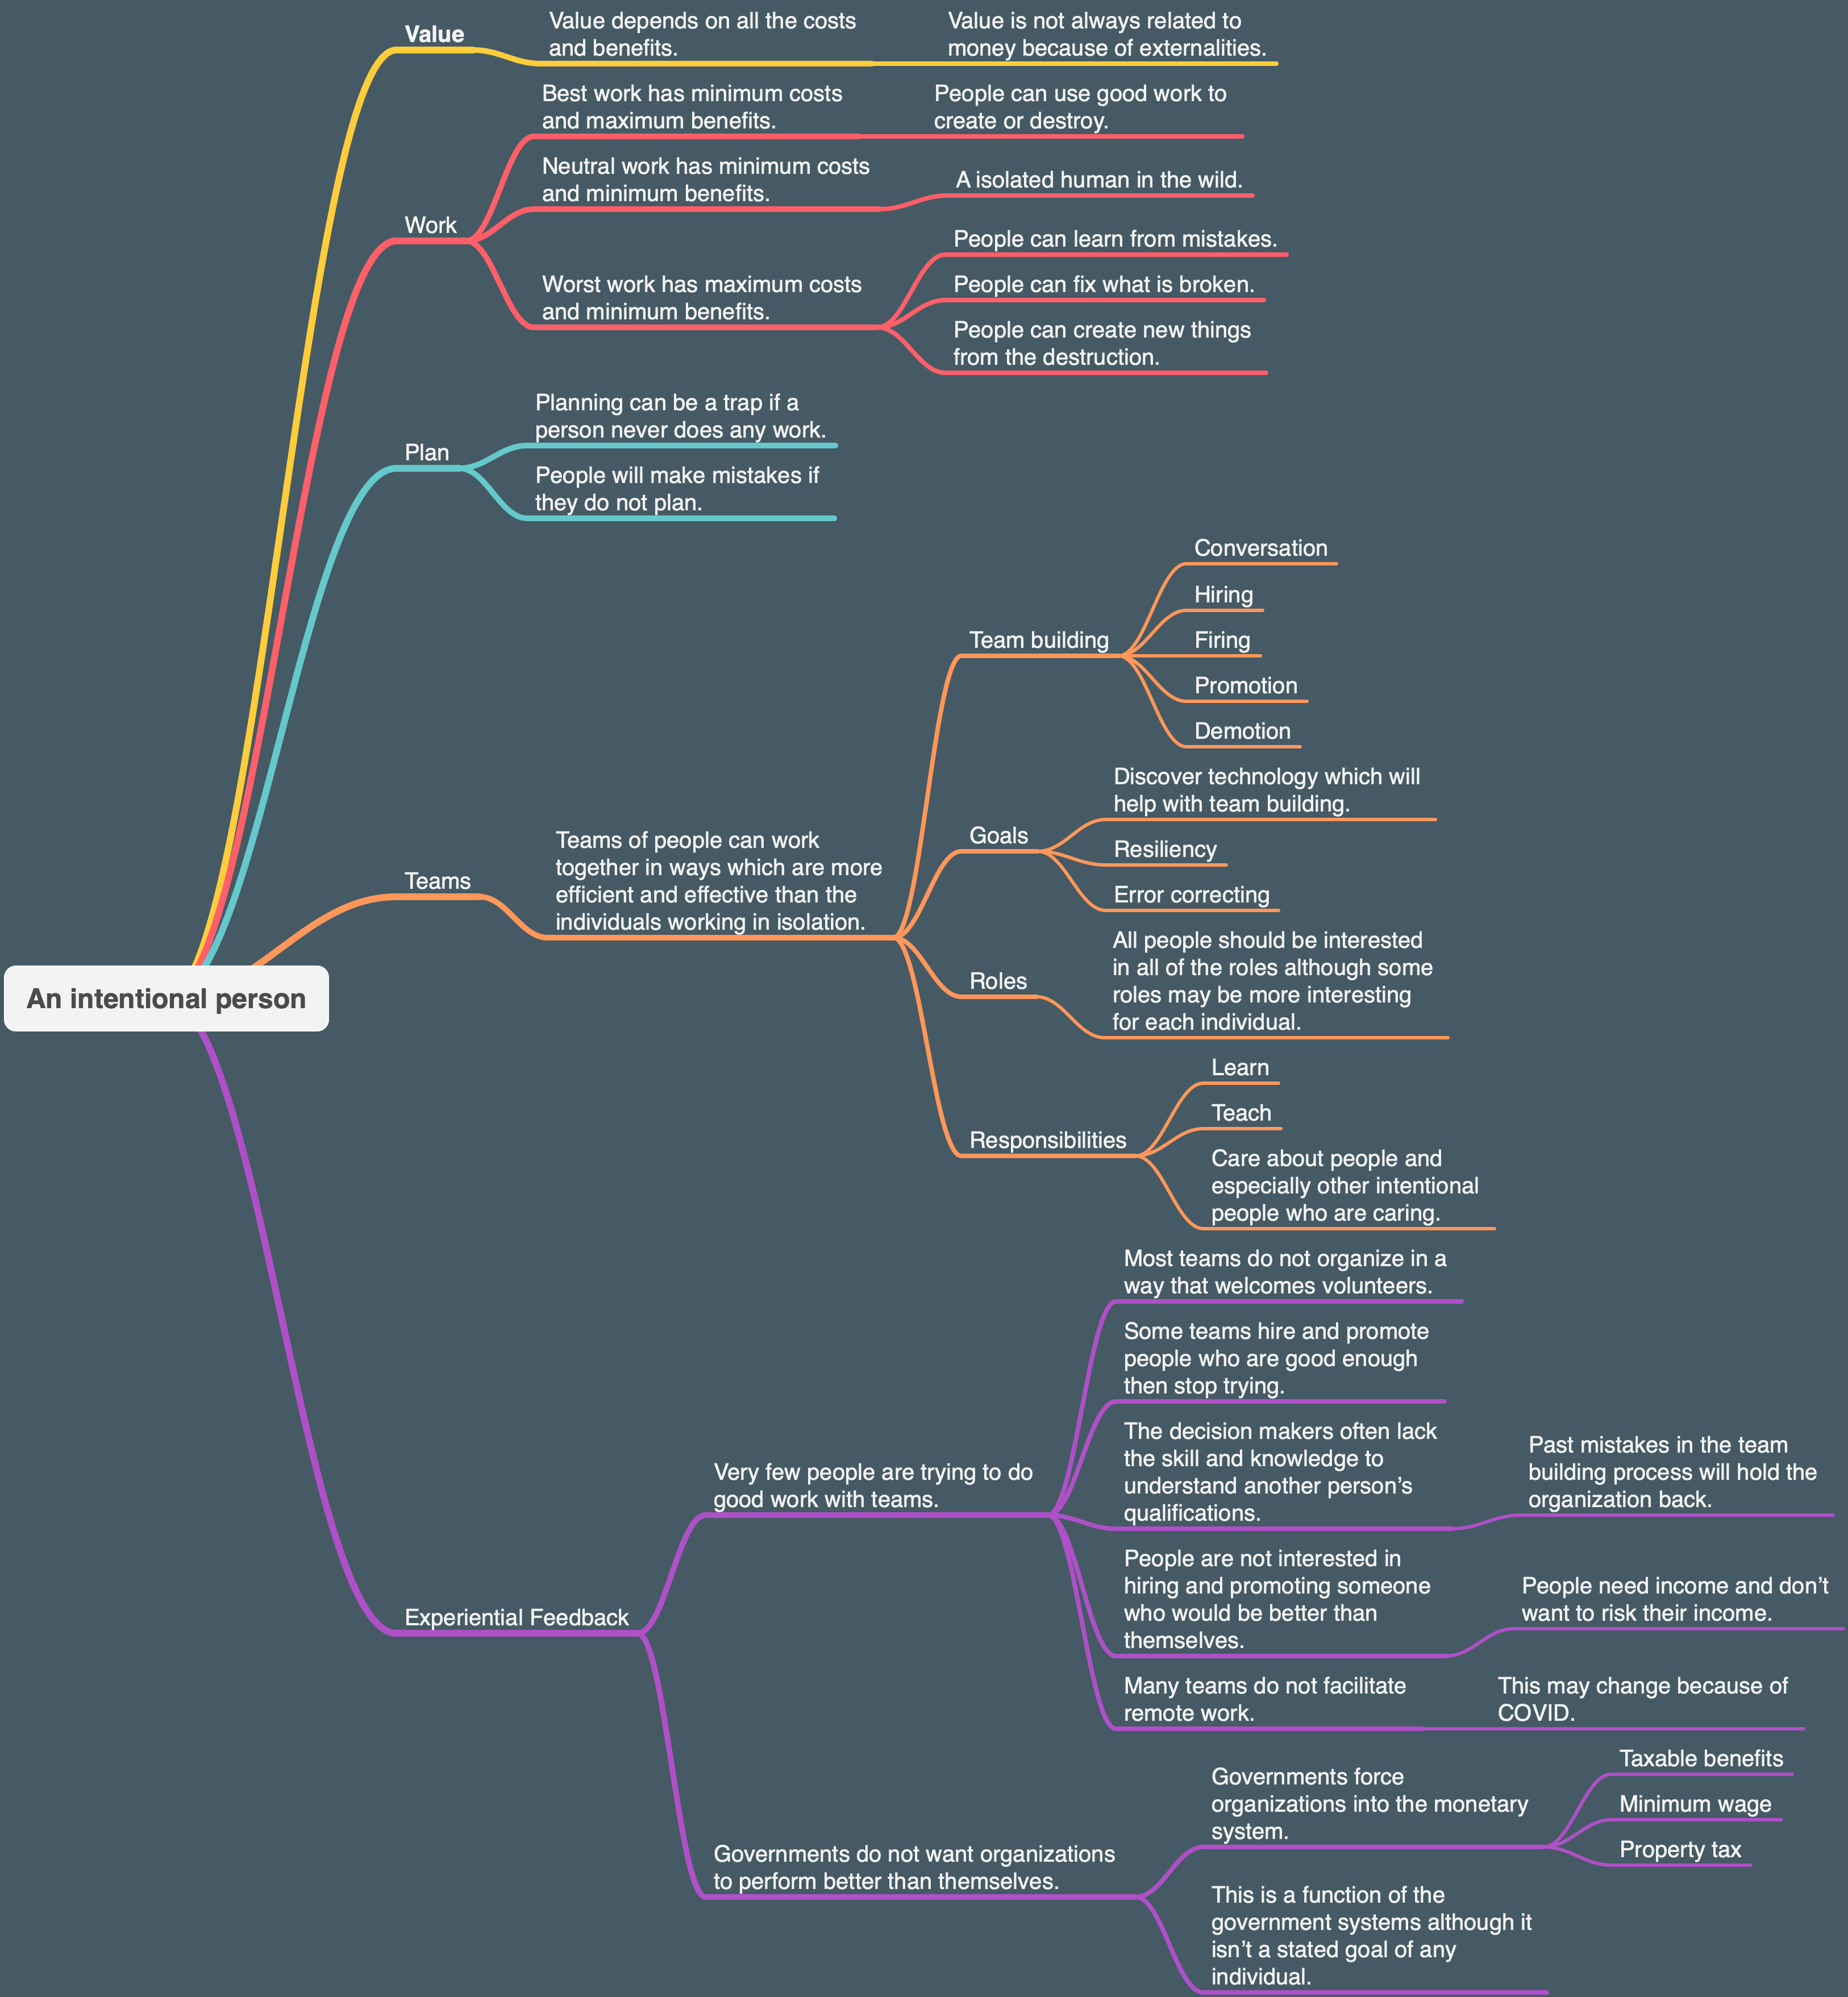 Value
Value depends on all the costs
and benefits.
Value is not always related to
money because of externalities.
Work
Best work has minimum costs
and maximum benefits.
People can use good work to
create or destroy.
Neutral work has minimum costs
and minimum benefits.
A isolated human in the wild.
Worst work has maximum costs
and minimum benefits.
People can learn from mistakes.
People can fix what is broken.
People can create new things
from the destruction.
Plan
Planning can be a trap if a
person never does any work.
People will make mistakes if
they do not plan.
Teams
Teams of people can work
together in ways which are more
efficient and effective than the
individuals working in isolation.
Team building
Conversation
Hiring
Firing
Promotion
Demotion
Goals
Discover technology which will
help with team building.
Resiliency
Error correcting
Roles
All people should be interested
in all of the roles although some
roles may be more interesting
for each individual.
Responsibilities
Learn
Teach
Care about people and
especially other intentional
people who are caring.
An intentional person
Experiential Feedback
Very few people are trying to do
good work with teams.
Most teams do not organize in a
way that welcomes volunteers.
Some teams hire and promote
people who are good enough
then stop trying.
The decision makers often lack
the skill and knowledge to
understand another person’s
qualifications.
Past mistakes in the team
building process will hold the
organization back.
People are not interested in
hiring and promoting someone
who would be better than
themselves.
People need income and don’t
want to risk their income.
Many teams do not facilitate
remote work.
This may change because of
COVID.
Governments do not want organizations
to perform better than themselves.
Governments force
organizations into the monetary
system.
Taxable benefits
Minimum wage
Property tax
This is a function of the
government systems although it
isn’t a stated goal of any
individual.